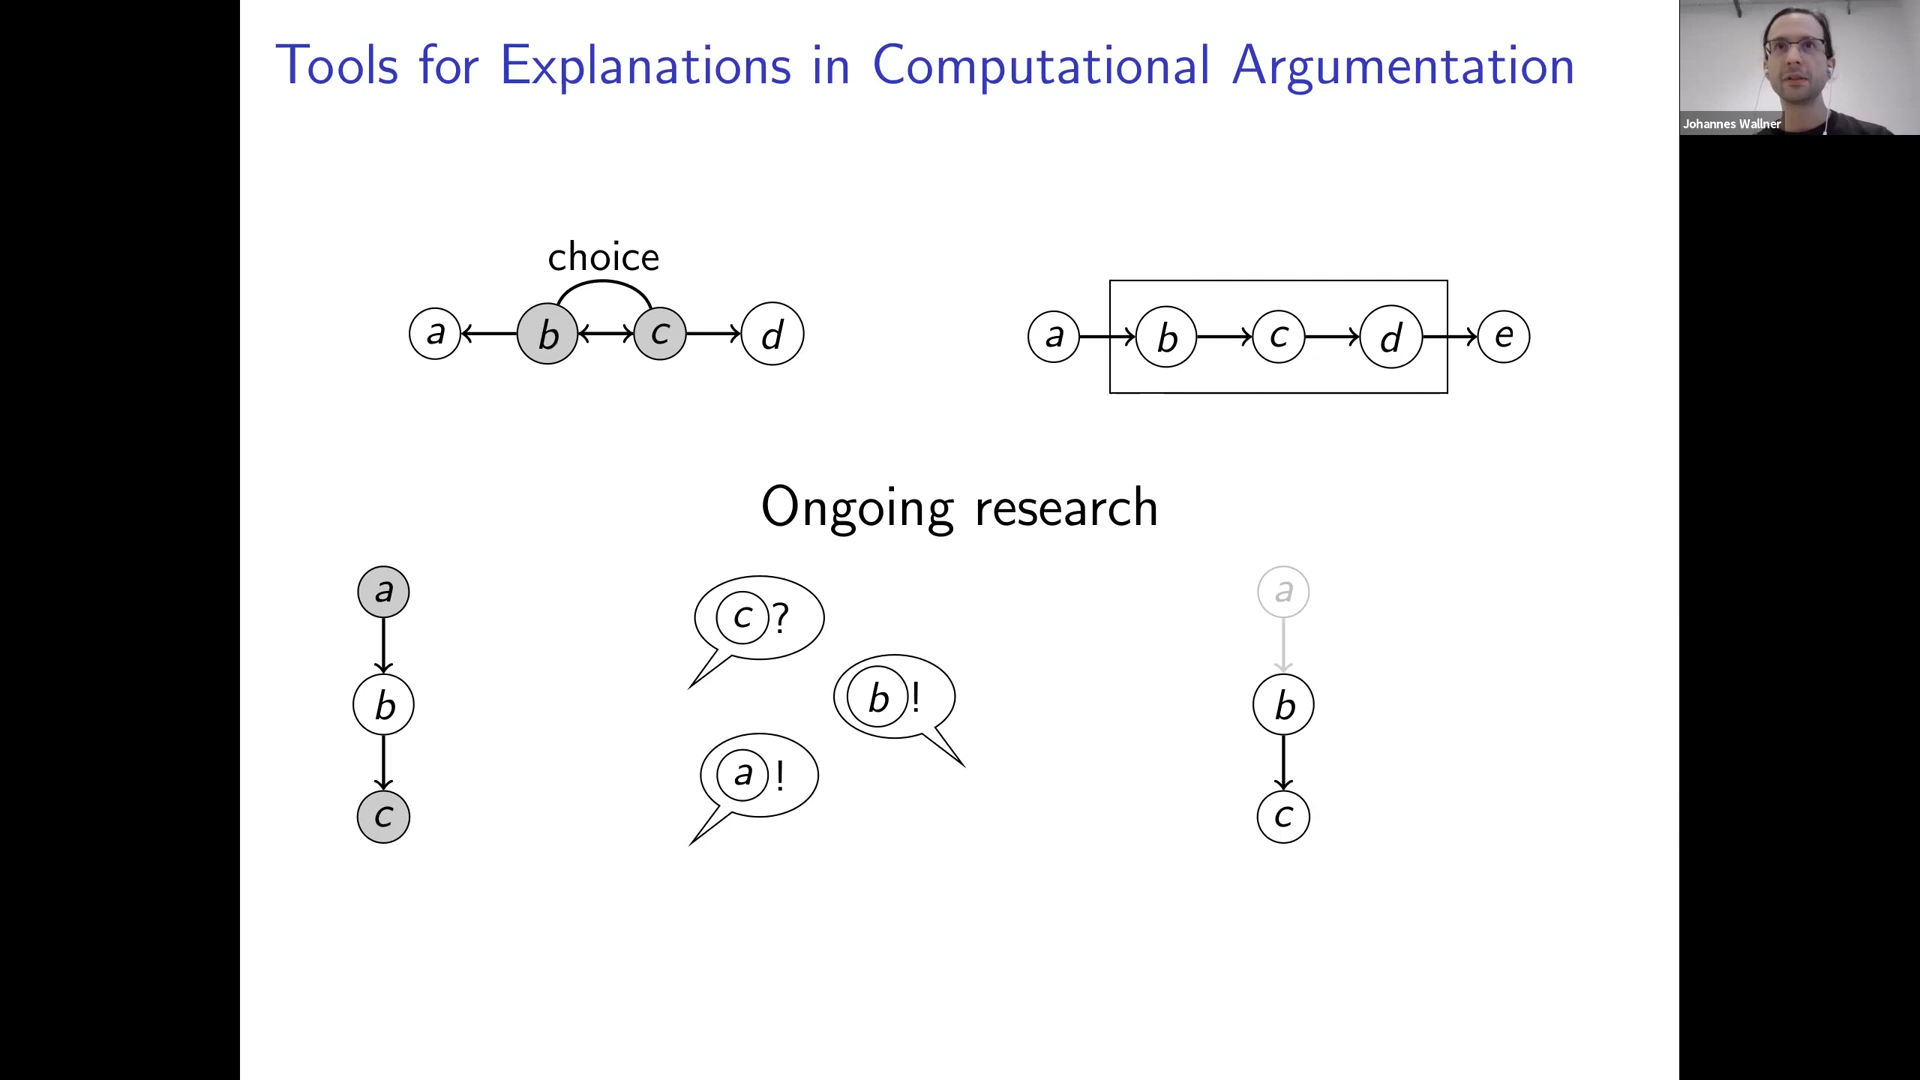 Tools for Explanations in Computational Argumentation
Johannes Wallner
choice
a b c d
a b c d e
Ongoing research
a
b
c
c ?
b !
a !
a
b
c